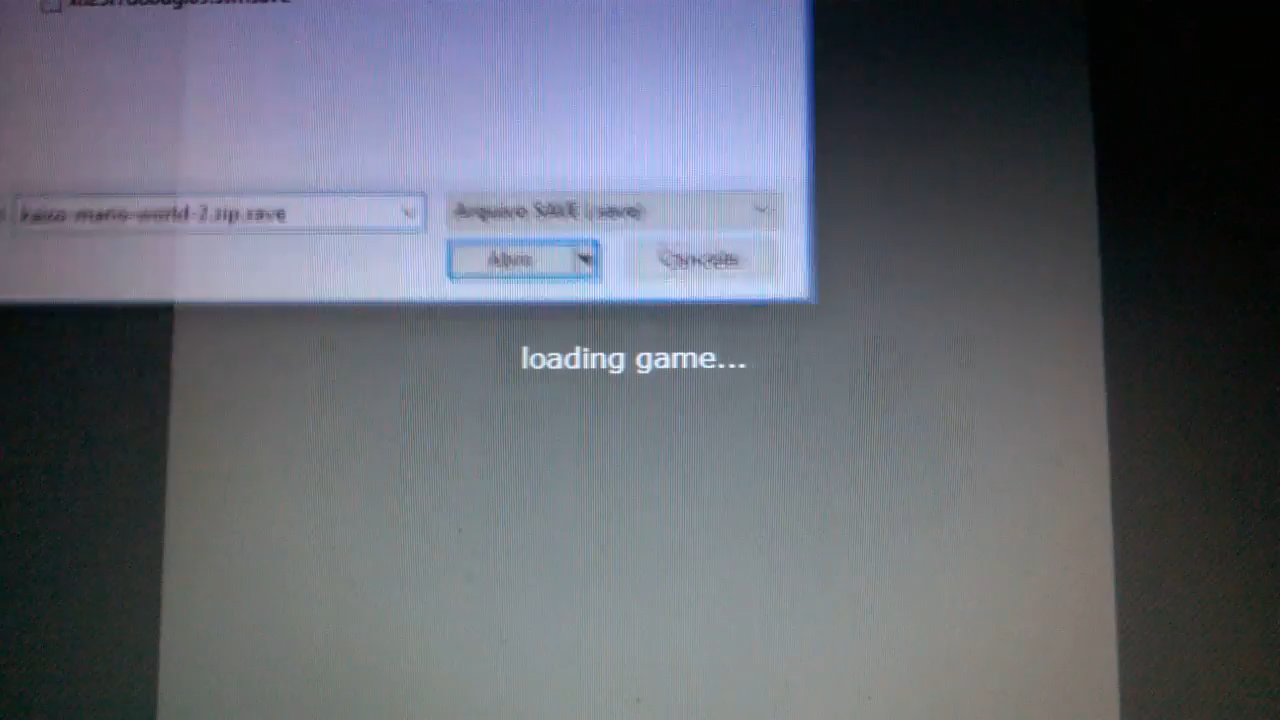 kaizo-mario-world-2.zip.save
Arquivo SAVE (.save)
Abrir
Cancelar
loading game...